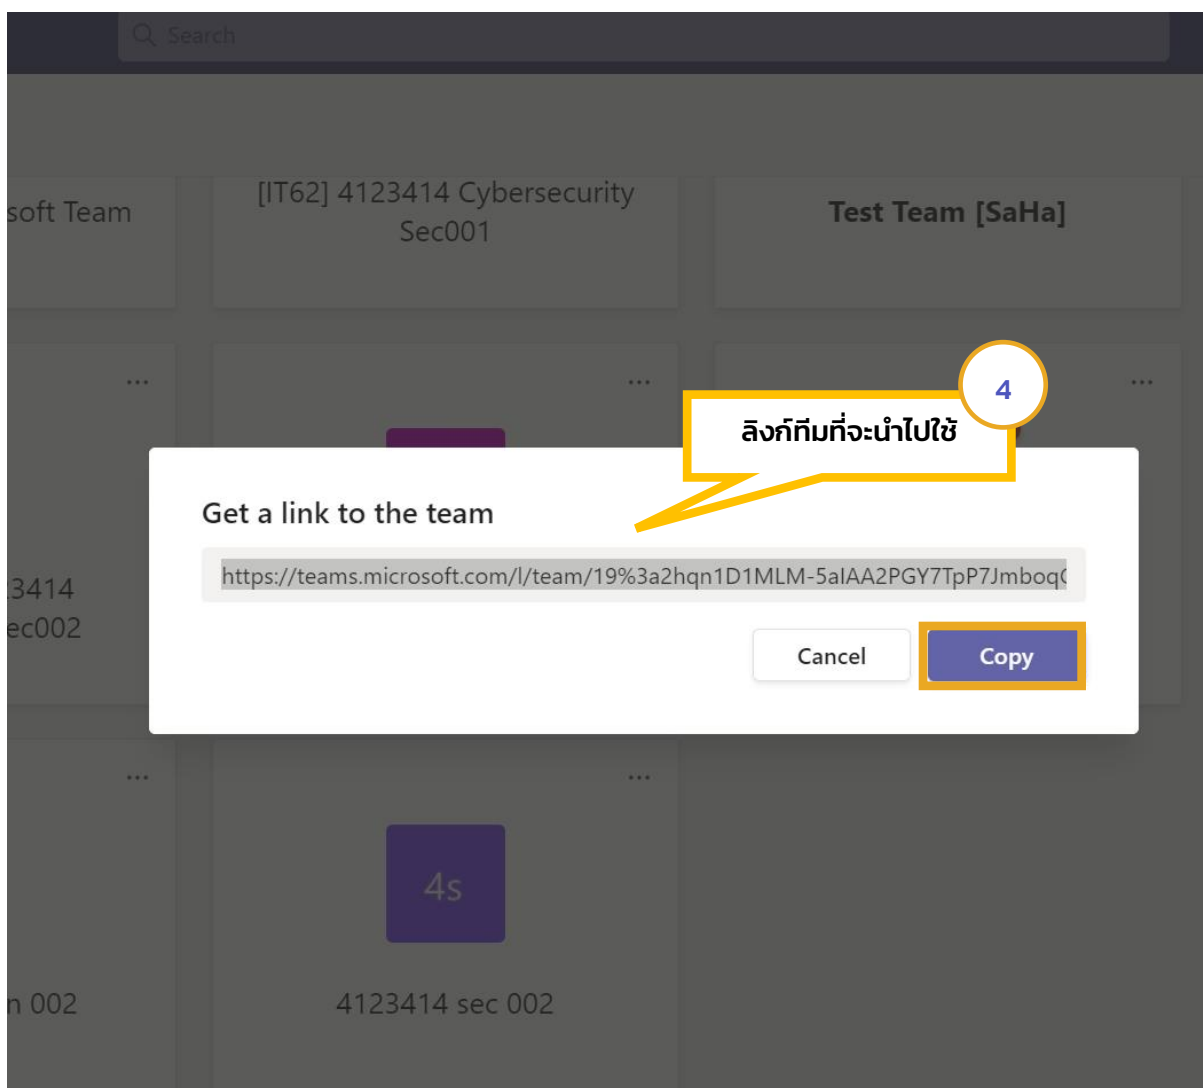 Search
soft Team
[IT62] 4123414 Cybersecurity
Sec001
Test Team [SaHa]
4
ลิงก์ทีมที่จะนำไปใช้
Get a link to the team
https://teams.microsoft.com/l/team/19%3a2hqn1D1MLM-5aIAA2PGY7TpP7Jmboq
3414
ec002
Cancel
Copy
4s
n 002
4123414 sec 002